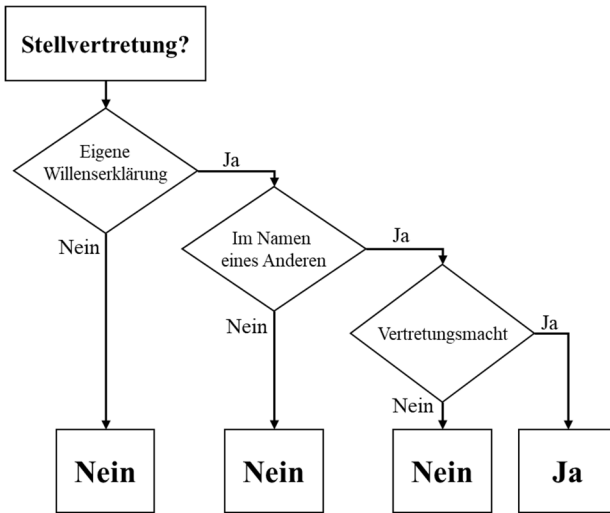 Stellvertretung?
Eigene
Willenserklärung
Ja
Nein
Im Namen
eines Anderen
Ja
Nein
Vertretungsmacht
Ja
Nein
Nein
Nein
Nein
Ja